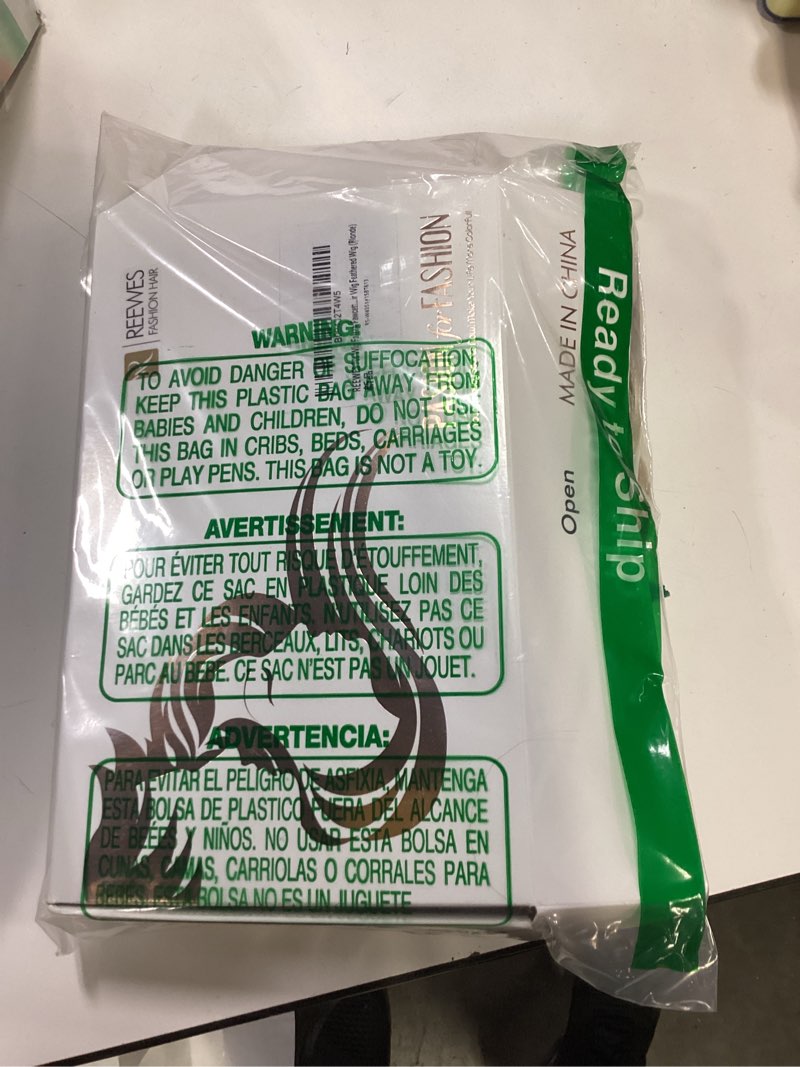 REEWES
FASHION HAIR
for FASHION
WARNING:
TO AVOID DANGER OF SUFFOCATION,
KEEP THIS PLASTIC BAG AWAY FROM
BABIES AND CHILDREN, DO NOT USE
THIS BAG IN CRIBS, BEDS, CARRIAGES
OR PLAY PENS. THIS BAG IS NOT A TOY.
AVERTISSEMENT:
POUR ÉVITER TOUT RISQUE D'ÉTOUFFEMENT,
GARDEZ CE SAC EN PLASTIQUE LOIN DES
BÉBÉS ET LES ENFANTS, N'UTILISEZ PAS CE
SAC DANS LES BERCEAUX, LITS, CHARIOTS OU
PARC AU BÉBÉ. CE SAC N'EST PAS UN JOUET.
ADVERTENCIA:
PARA EVITAR EL PELIGRO DE ASFIXIA, MANTENGA
ESTA BOLSA DE PLASTICO FUERA DEL ALCANCE
DE BEÉES Y NIÑOS. NO USAR ESTA BOLSA EN
CUNAS, CAMAS, CARRIOLAS O CORRALES PARA
BEBES. ESTA BOLSA NO ES UN JUGUETE.
MADE IN CHINA
Open
Ready to Ship